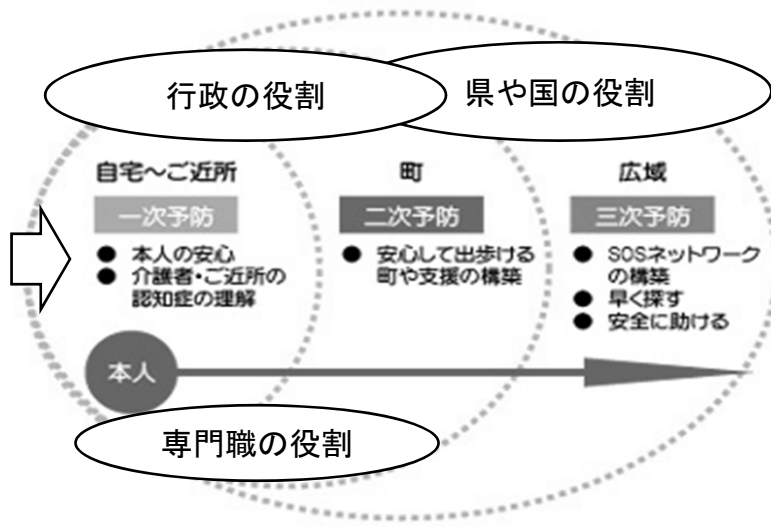 行政の役割
県や国の役割
自宅～ご近所
町
広域
一次予防
二次予防
三次予防
● 本人の安心
● 介護者・ご近所の
認知症の理解
● 安心して出歩ける
町や支援の構築
● SOSネットワーク
の構築
● 早く探す
● 安全に助ける
本人
専門職の役割